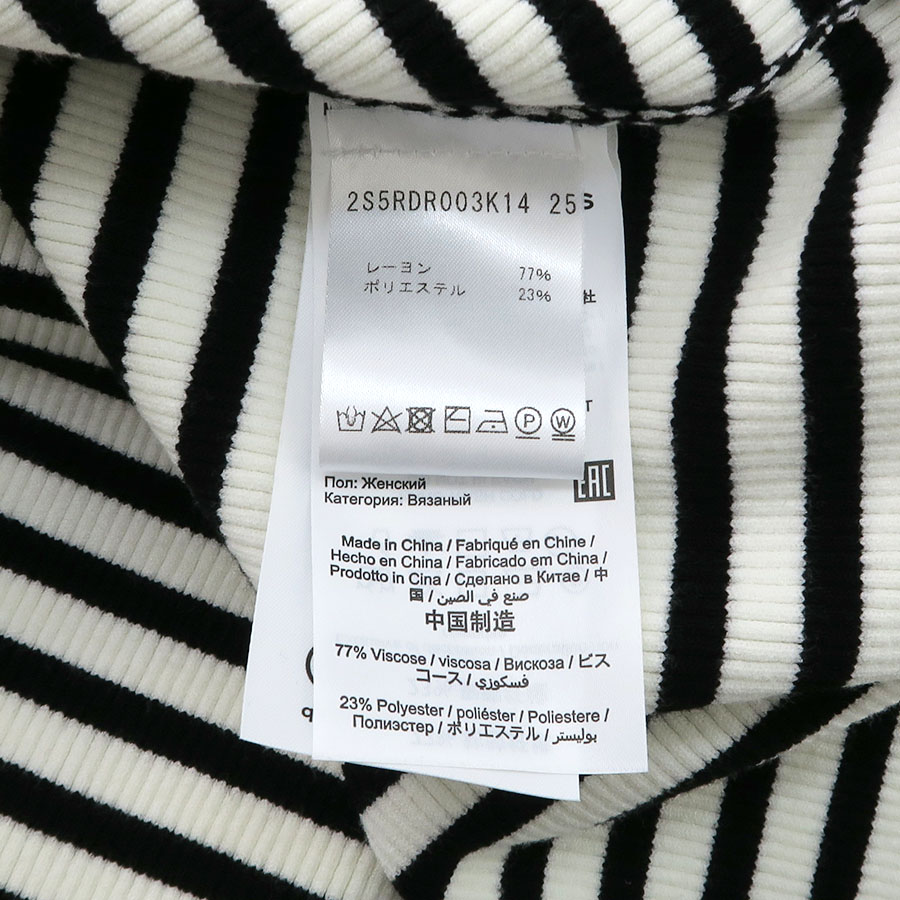 2S5RDR003K14 25
S
レーヨン 77%
ポリエステル 23%
社
T
P W
Пол: Женский
Категория: Вязаный
EAC
Made in China / Fabriqué en Chine /
Hecho en China / Fabricado em China /
Prodotto in Cina / Сделано в Китае / 中
国 / صنع في الصين
中国制造
77% Viscose / viscosa / Вискоза / ビス
コース / فسكوزي
23% Polyester / poliéster / Poliestere /
Полиэстер / ポリエステル / بوليستر